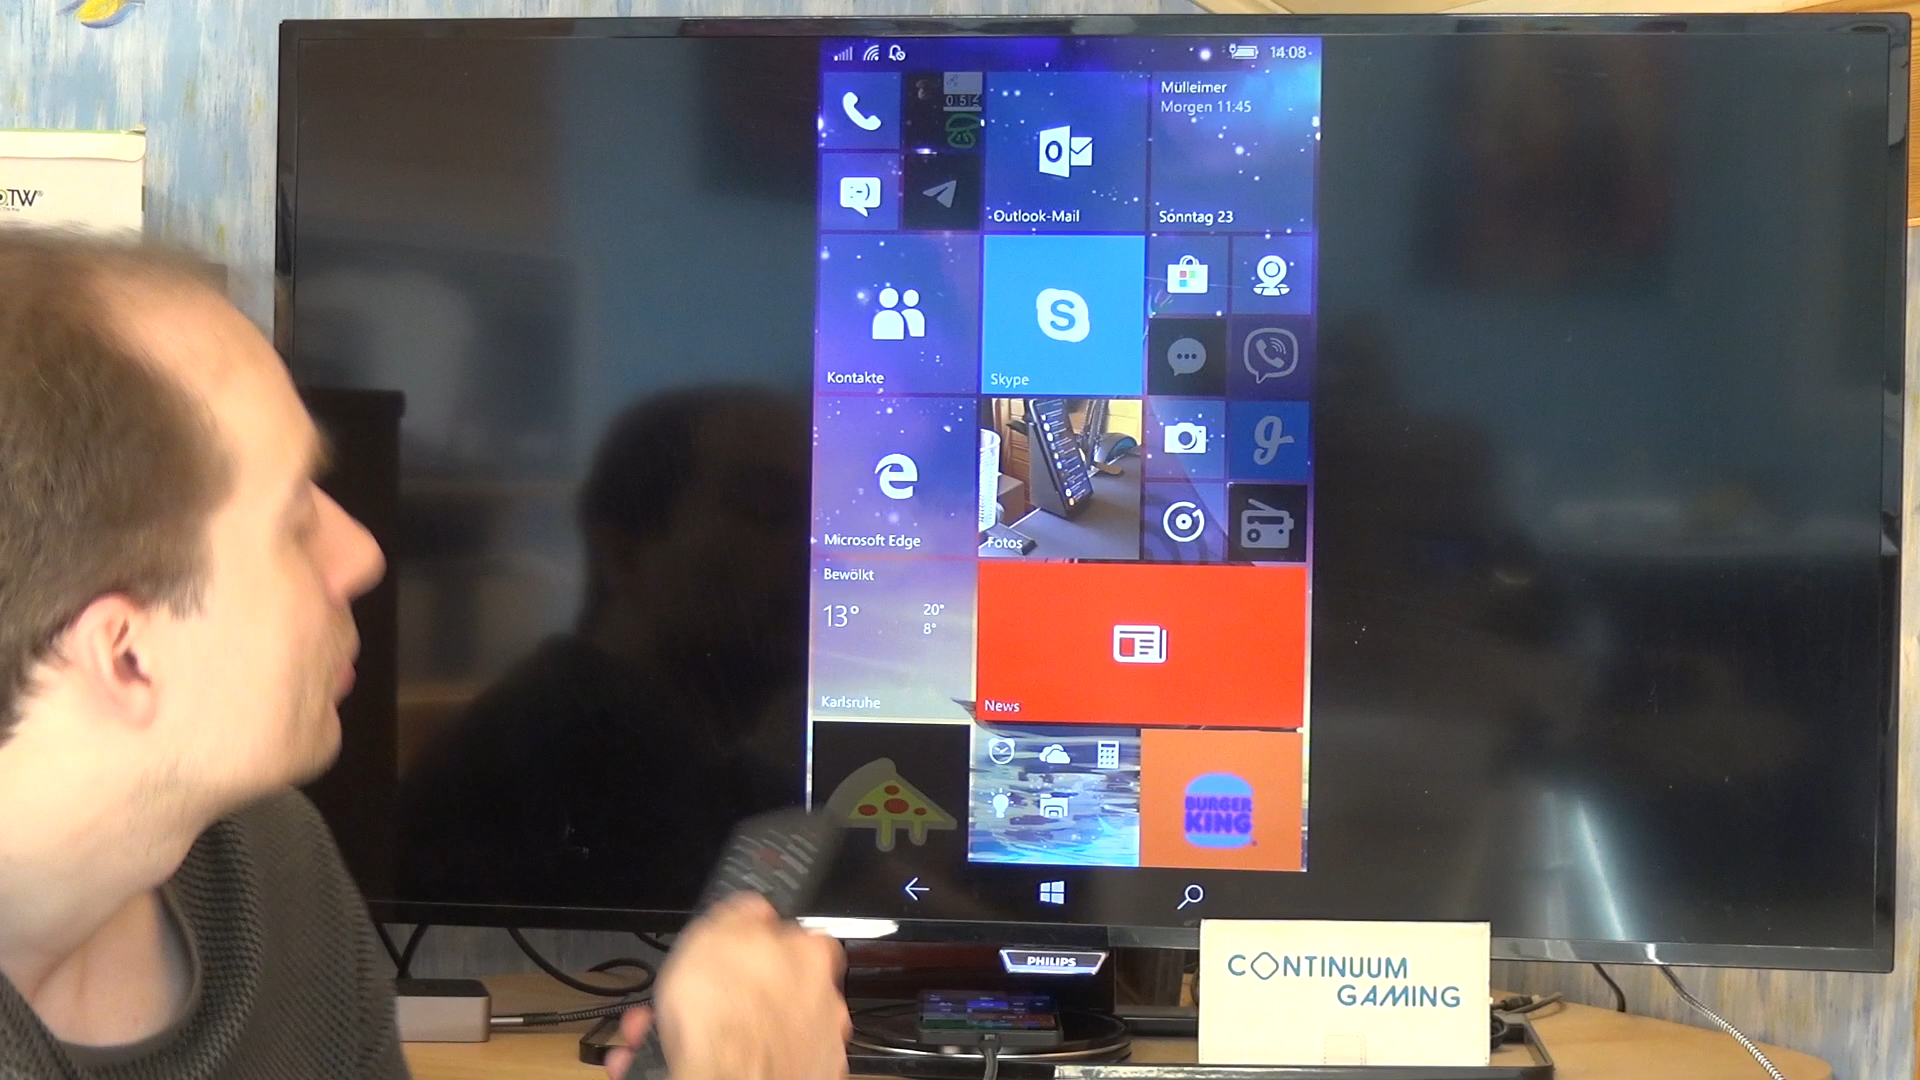 14:08
Mülleimer
Morgen 11:45
Outlook-Mail
Sonntag 23
Kontakte
Skype
Microsoft Edge
Fotos
Bewölkt
13°
20°
8°
Karlsruhe
News
BURGER
KING
PHILIPS
CONTINUUM
GAMING